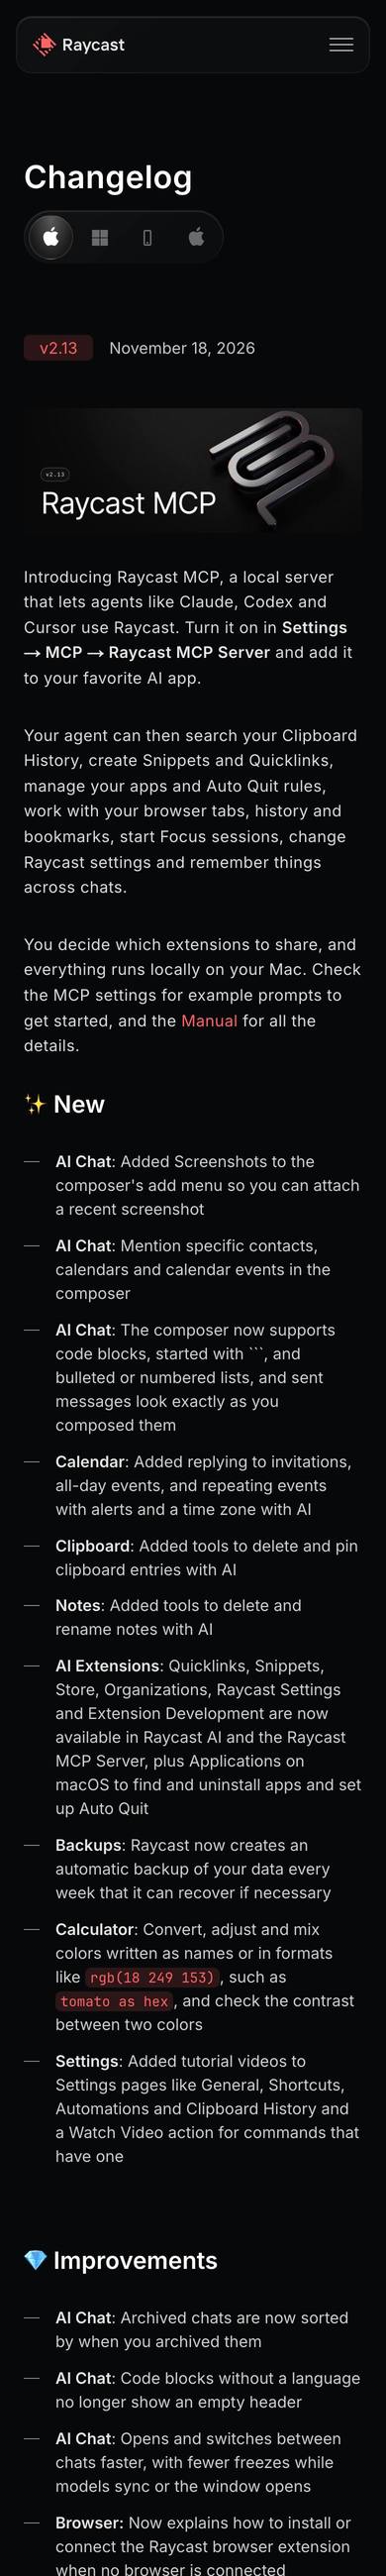 Raycast
Changelog
v2.13 November 18, 2026
v2.13
Raycast MCP
Introducing Raycast MCP, a local server
that lets agents like Claude, Codex and
Cursor use Raycast. Turn it on in Settings
→ MCP → Raycast MCP Server and add it
to your favorite AI app.
Your agent can then search your Clipboard
History, create Snippets and Quicklinks,
manage your apps and Auto Quit rules,
work with your browser tabs, history and
bookmarks, start Focus sessions, change
Raycast settings and remember things
across chats.
You decide which extensions to share, and
everything runs locally on your Mac. Check
the MCP settings for example prompts to
get started, and the Manual for all the
details.
✨ New
— AI Chat: Added Screenshots to the
composer's add menu so you can attach
a recent screenshot
— AI Chat: Mention specific contacts,
calendars and calendar events in the
composer
— AI Chat: The composer now supports
code blocks, started with ```, and
bulleted or numbered lists, and sent
messages look exactly as you
composed them
— Calendar: Added replying to invitations,
all-day events, and repeating events
with alerts and a time zone with AI
— Clipboard: Added tools to delete and pin
clipboard entries with AI
— Notes: Added tools to delete and
rename notes with AI
— AI Extensions: Quicklinks, Snippets,
Store, Organizations, Raycast Settings
and Extension Development are now
available in Raycast AI and the Raycast
MCP Server, plus Applications on
macOS to find and uninstall apps and set
up Auto Quit
— Backups: Raycast now creates an
automatic backup of your data every
week that it can recover if necessary
— Calculator: Convert, adjust and mix
colors written as names or in formats
like rgb(18 249 153), such as
tomato as hex, and check the contrast
between two colors
— Settings: Added tutorial videos to
Settings pages like General, Shortcuts,
Automations and Clipboard History and
a Watch Video action for commands that
have one
💎 Improvements
— AI Chat: Archived chats are now sorted
by when you archived them
— AI Chat: Code blocks without a language
no longer show an empty header
— AI Chat: Opens and switches between
chats faster, with fewer freezes while
models sync or the window opens
— Browser: Now explains how to install or
connect the Raycast browser extension
when no browser is connected